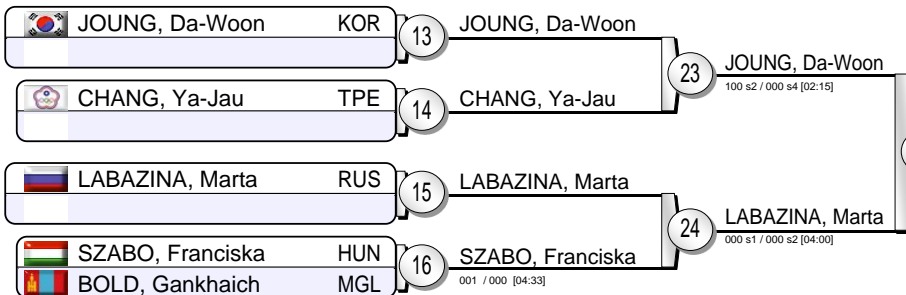 JOUNG, Da-Woon KOR
13
JOUNG, Da-Woon
23
JOUNG, Da-Woon
100 s2 / 000 s4 [02:15]
CHANG, Ya-Jau TPE
14
CHANG, Ya-Jau
LABAZINA, Marta RUS
15
LABAZINA, Marta
24
LABAZINA, Marta
000 s1 / 000 s2 [04:00]
SZABO, Franciska HUN
BOLD, Gankhaich MGL
16
SZABO, Franciska
001 / 000 [04:33]